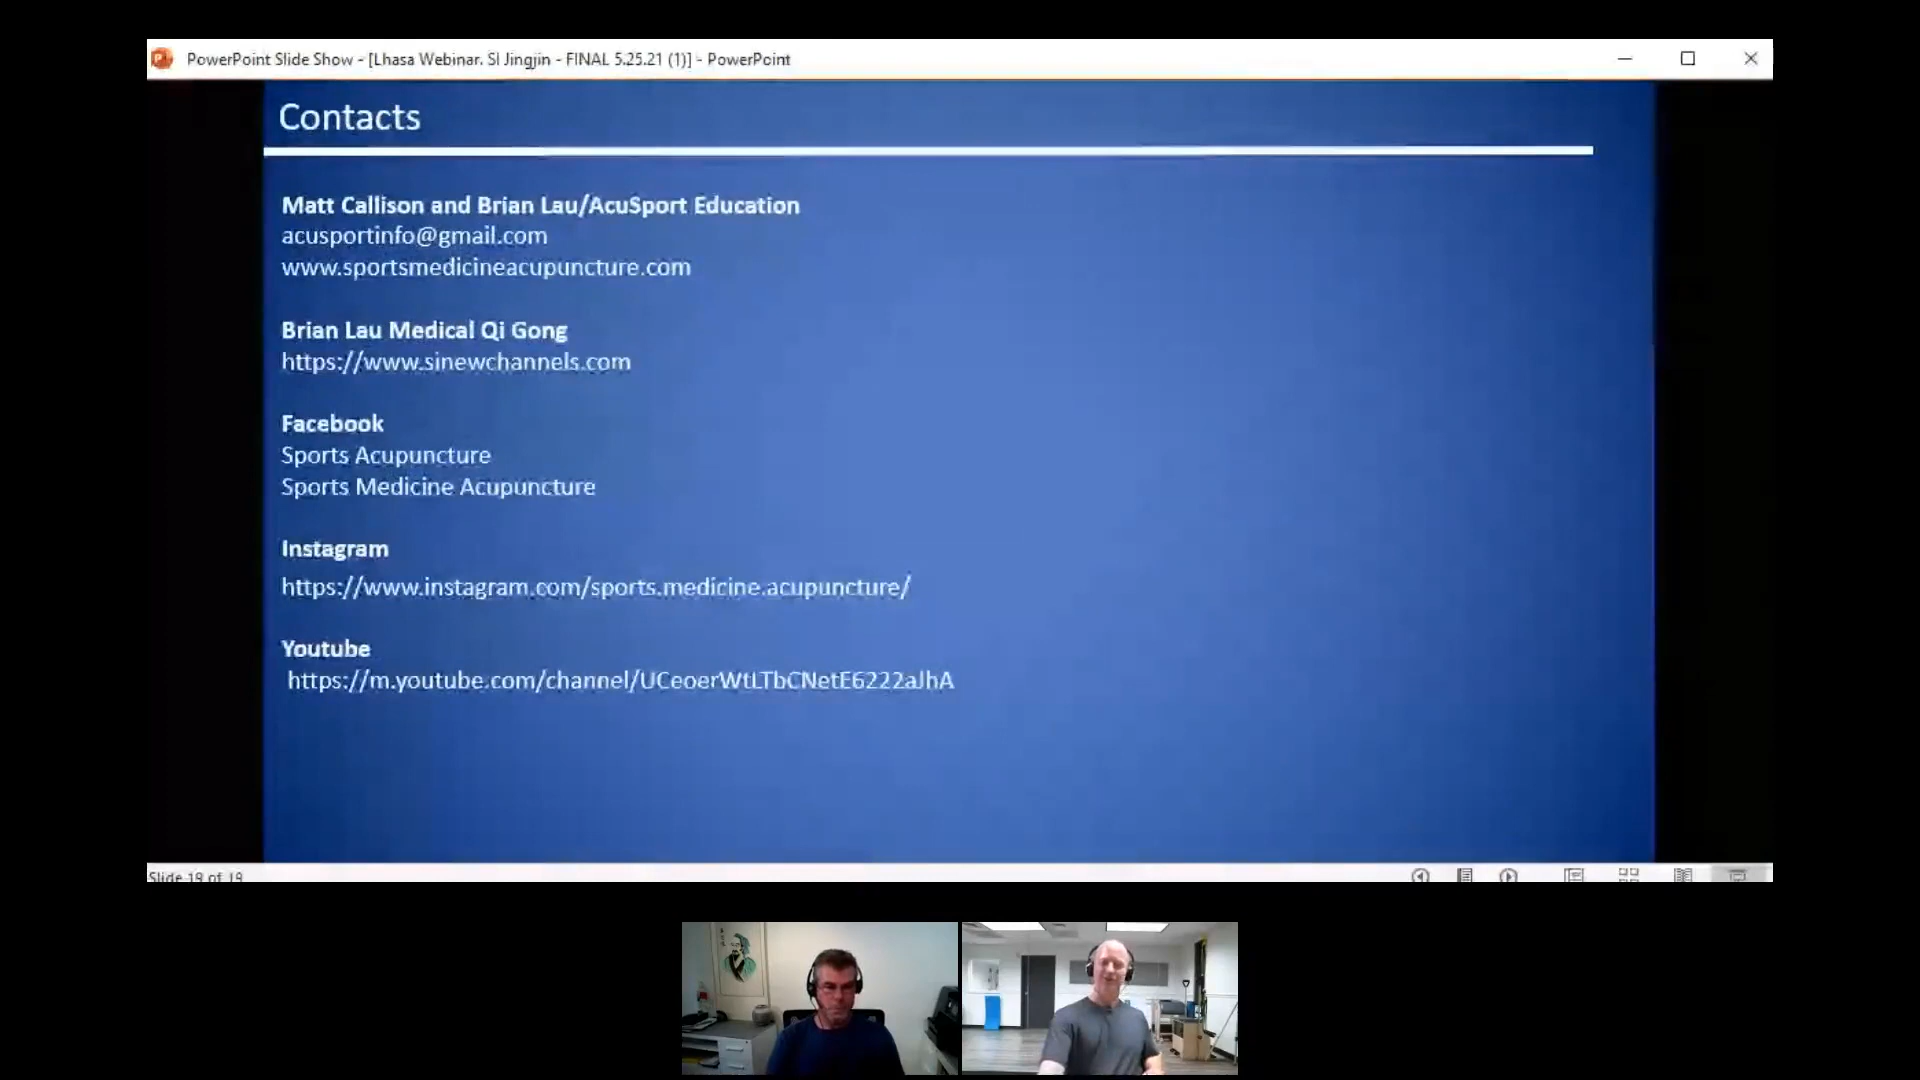 PowerPoint Slide Show - [Lhasa Webinar. SI Jingjin - FINAL 5.25.21 (1)] - PowerPoint
Contacts
Matt Callison and Brian Lau/AcuSport Education
acusportinfo@gmail.com
www.sportsmedicineacupuncture.com
Brian Lau Medical Qi Gong
https://www.sinewchannels.com
Facebook
Sports Acupuncture
Sports Medicine Acupuncture
Instagram
https://www.instagram.com/sports.medicine.acupuncture/
Youtube
https://m.youtube.com/channel/UCeoerWtLTbCNetE6222aJhA
Slide 19 of 19